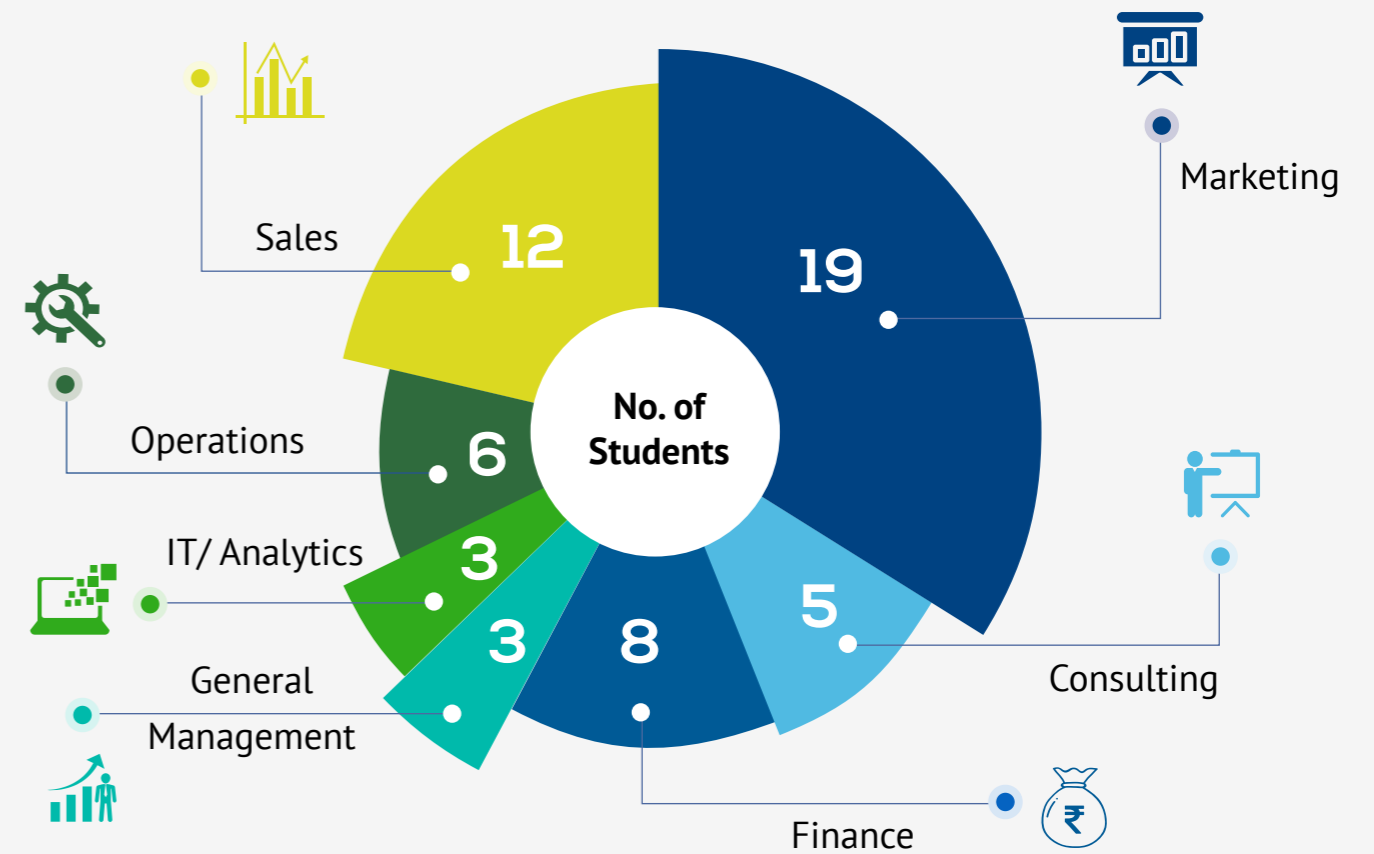 Marketing
Sales
12
19
No. of
Students
Operations
6
IT/ Analytics
3
5
3
8
General
Management
Consulting
Finance
₹